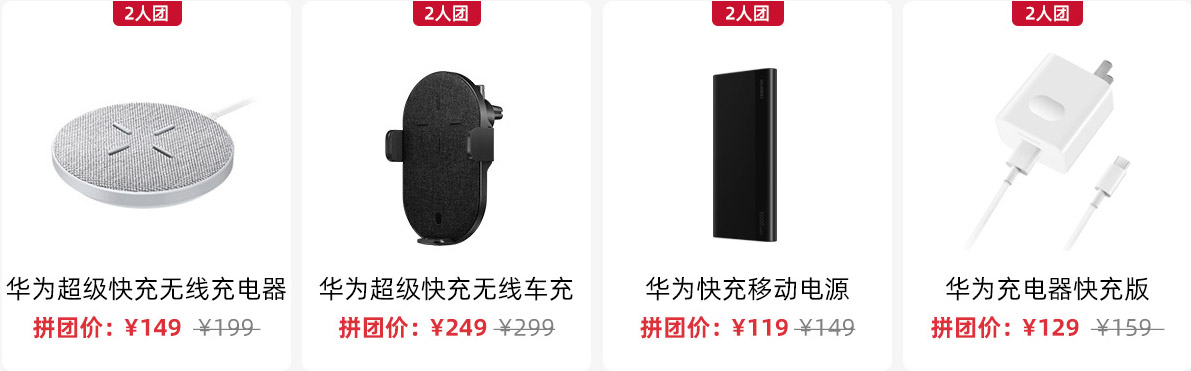 2人团
2人团
2人团
2人团
华为超级快充无线充电器
华为超级快充无线车充
华为快充移动电源
华为充电器快充版
拼团价：¥149 ¥199
拼团价：¥249 ¥299
拼团价：¥119 ¥149
拼团价：¥129 ¥159